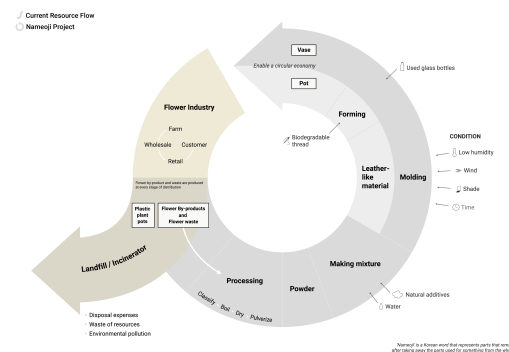 Current Resource Flow
Nameoji Project
Vase
Enable a circular economy
Used glass bottles
Pot
Flower Industry
Forming
Farm
Biodegradable
thread
CONDITION
Wholesale
Customer
Low humidity
Retail
Leather-
like
material
Molding
Wind
Flower by-product and waste are produced
at every stage of distribution
Shade
Plastic
plant
pots
Flower By-products
and
Flower waste
Time
Landfill / Incinerator
Making mixture
Processing
Powder
Classify
Boil
Dry
Pulverize
Natural additives
Water
Disposal expenses
Waste of resources
Environmental pollution
'Nameoji' is a Korean word that represents parts that rem
after taking away the parts used for something from the wh